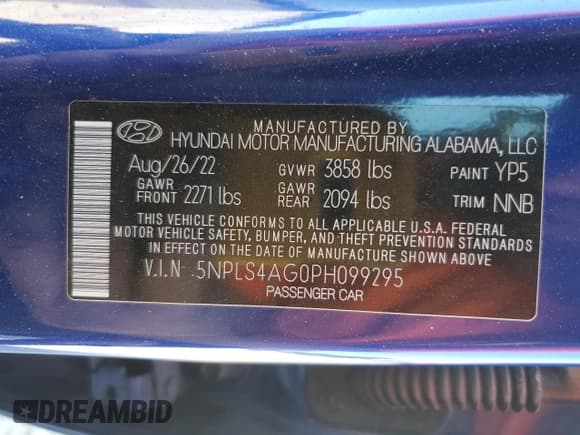 MANUFACTURED BY
HYUNDAI MOTOR MANUFACTURING ALABAMA, LLC
Aug/26/22 GVWR 3858 lbs PAINT YP5
GAWR FRONT 2271 lbs GAWR REAR 2094 lbs TRIM NNB
THIS VEHICLE CONFORMS TO ALL APPLICABLE U.S.A. FEDERAL
MOTOR VEHICLE SAFETY, BUMPER, AND THEFT PREVENTION STANDARDS
IN EFFECT ON THE DATE OF MANUFACTURE SHOWN ABOVE
V.I.N 5NPLS4AG0PH099295
PASSENGER CAR
DREAMBID